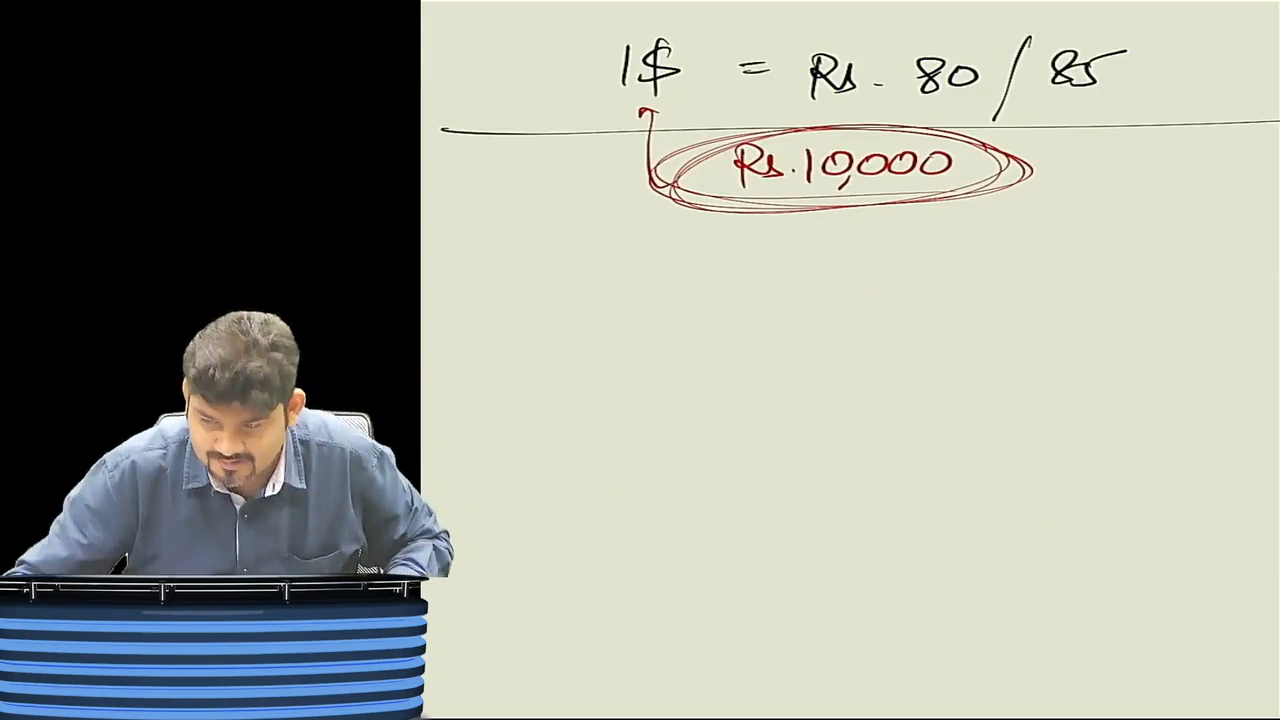 1$ = Rs. 80 / 85
Rs. 10,000